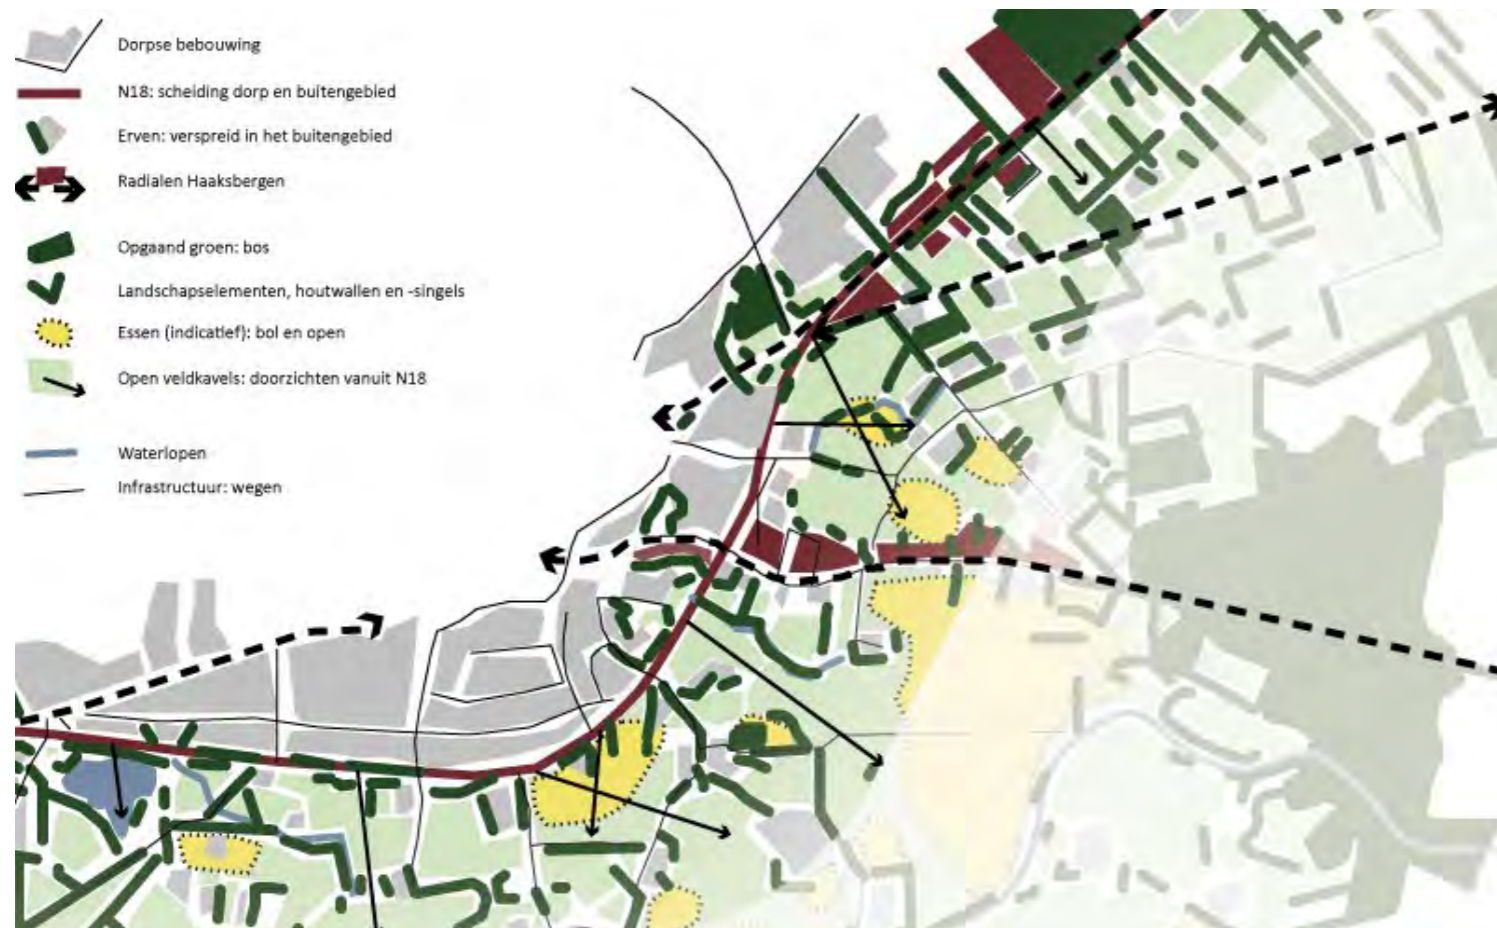 Dorpse bebouwing
N18: scheiding dorp en buitengebied
Erven: verspreid in het buitengebied
Radialen Haaksbergen
Opgaand groen: bos
Landschapselementen, houtwallen en -singels
Essen (indicatief): bol en open
Open veldkavels: doorzichten vanuit N18
Waterlopen
Infrastructuur: wegen